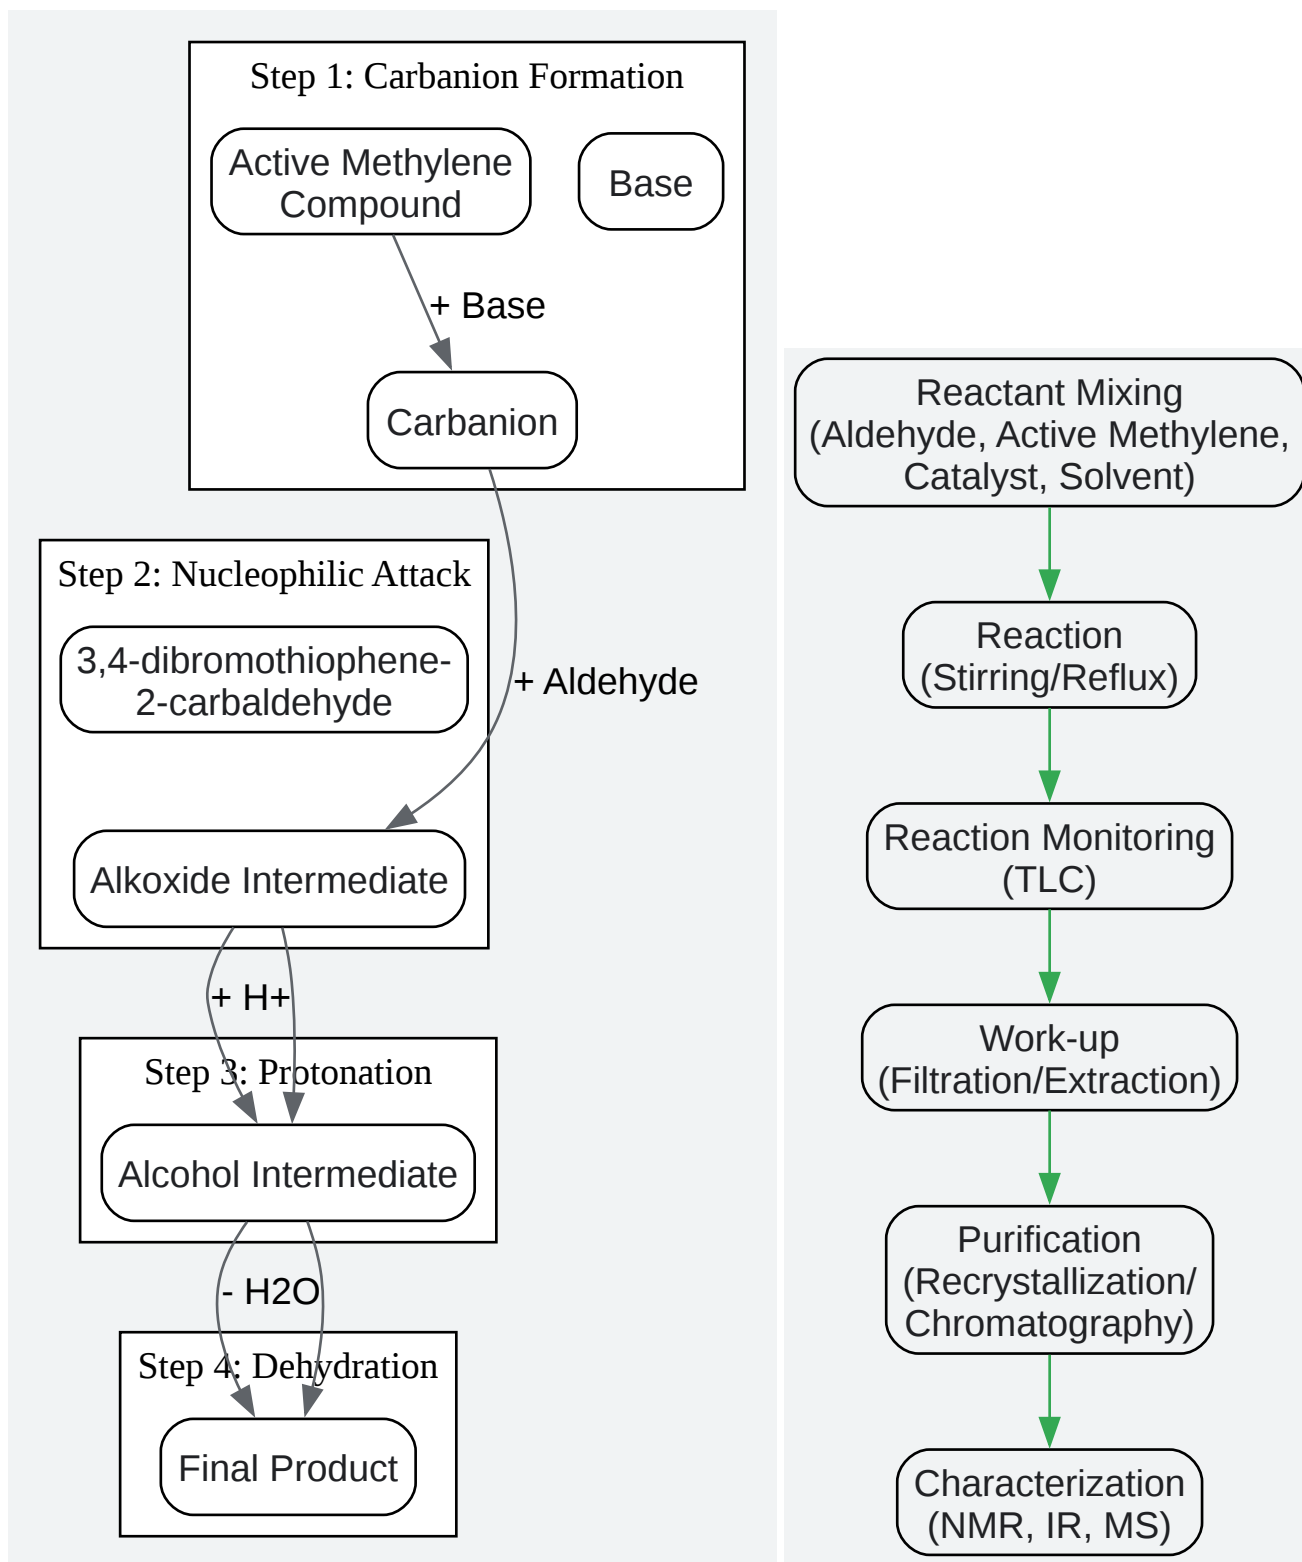 Step 1: Carbanion Formation
Active Methylene
Compound
Base
+ Base
Carbanion
Step 2: Nucleophilic Attack
3,4-dibromothiophene-
2-carbaldehyde
+ Aldehyde
Alkoxide Intermediate
+ H+
Step 3: Protonation
Alcohol Intermediate
- H2O
Step 4: Dehydration
Final Product
Reactant Mixing
(Aldehyde, Active Methylene,
Catalyst, Solvent)
Reaction
(Stirring/Reflux)
Reaction Monitoring
(TLC)
Work-up
(Filtration/Extraction)
Purification
(Recrystallization/
Chromatography)
Characterization
(NMR, IR, MS)